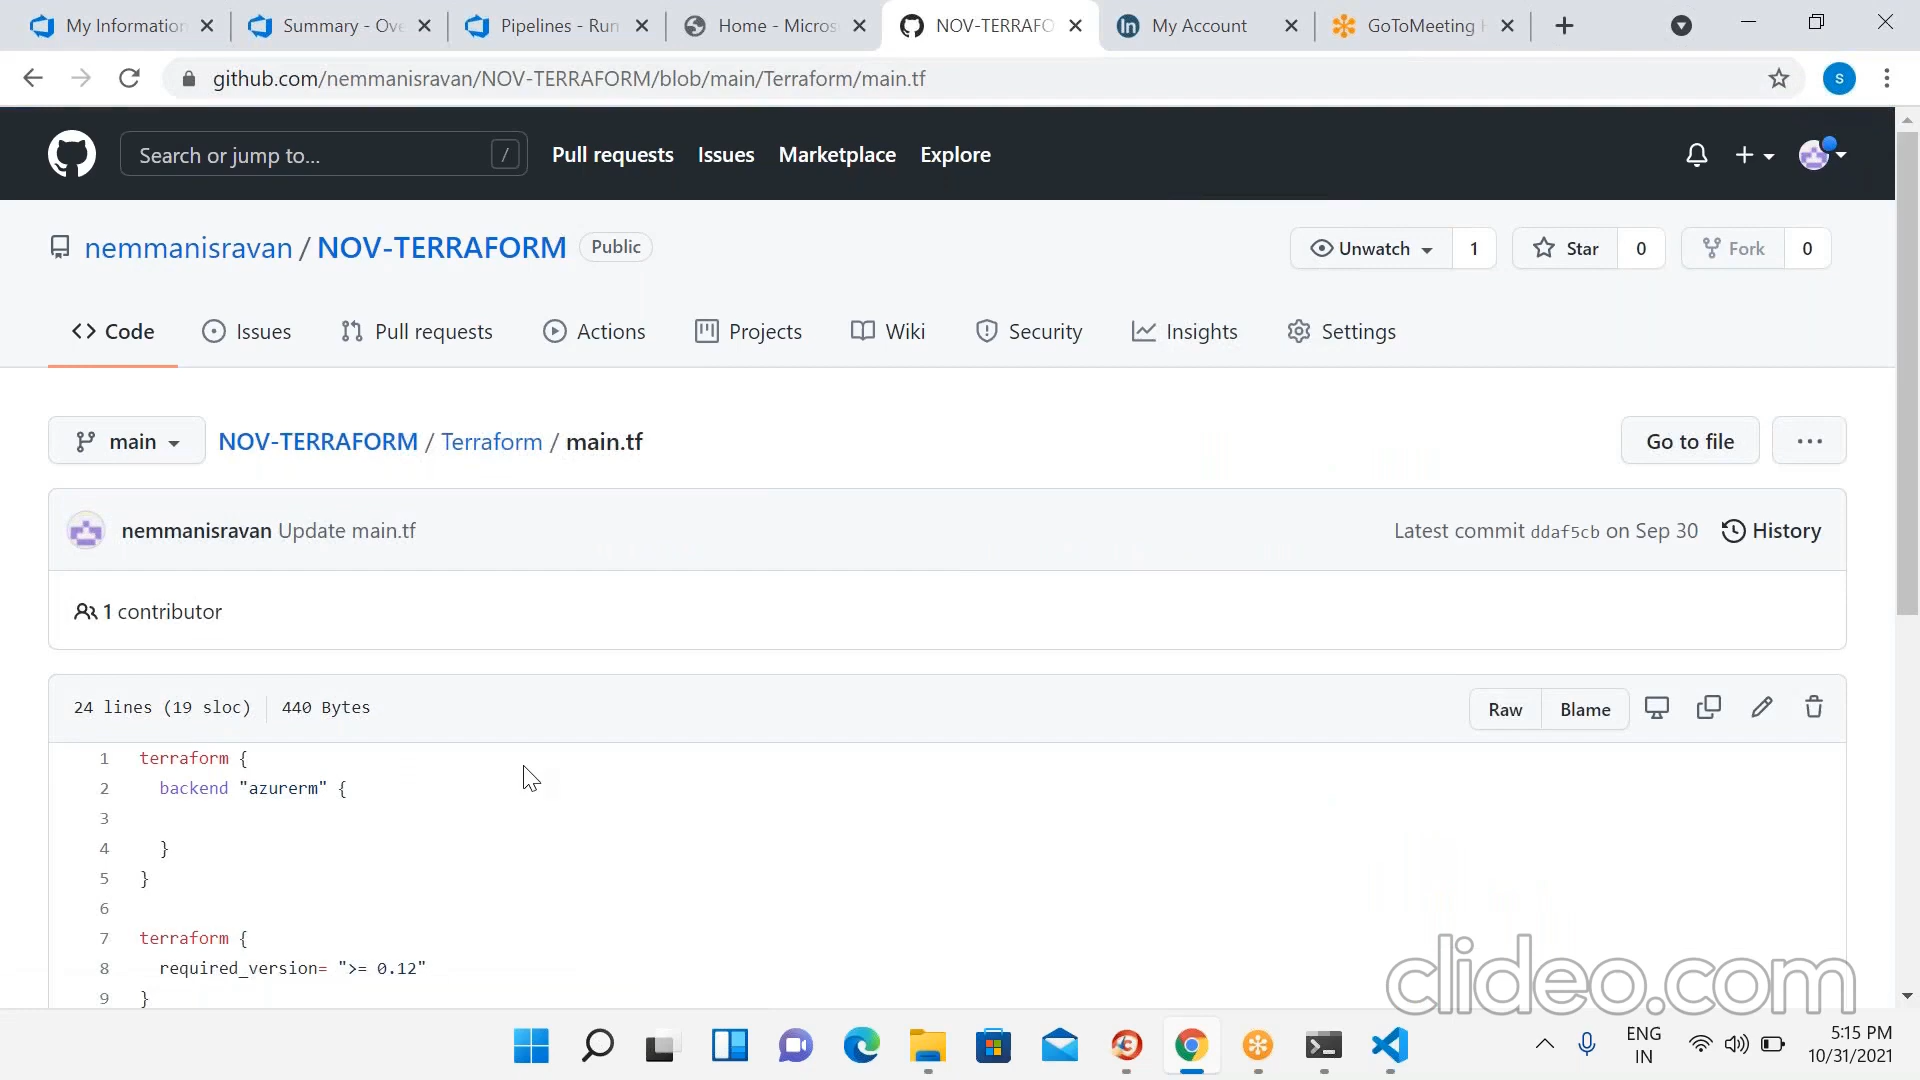 My Information
Summary - Ove
Pipelines - Run
Home - Micros
NOV-TERRAFO
My Account
GoToMeeting
github.com/nemmanisravan/NOV-TERRAFORM/blob/main/Terraform/main.tf
s
Search or jump to... /
Pull requests Issues Marketplace Explore
nemmanisravan / NOV-TERRAFORM Public
Unwatch 1 Star 0 Fork 0
Code Issues Pull requests Actions Projects Wiki Security Insights Settings
main NOV-TERRAFORM / Terraform / main.tf Go to file
nemmanisravan Update main.tf Latest commit ddaf5cb on Sep 30 History
1 contributor
24 lines (19 sloc) 440 Bytes Raw Blame
1 terraform {
2 backend "azurerm" {
3
4 }
5 }
6
7 terraform {
8 required_version= ">= 0.12"
9 }
clideo.com
ENG
IN
5:15 PM
10/31/2021